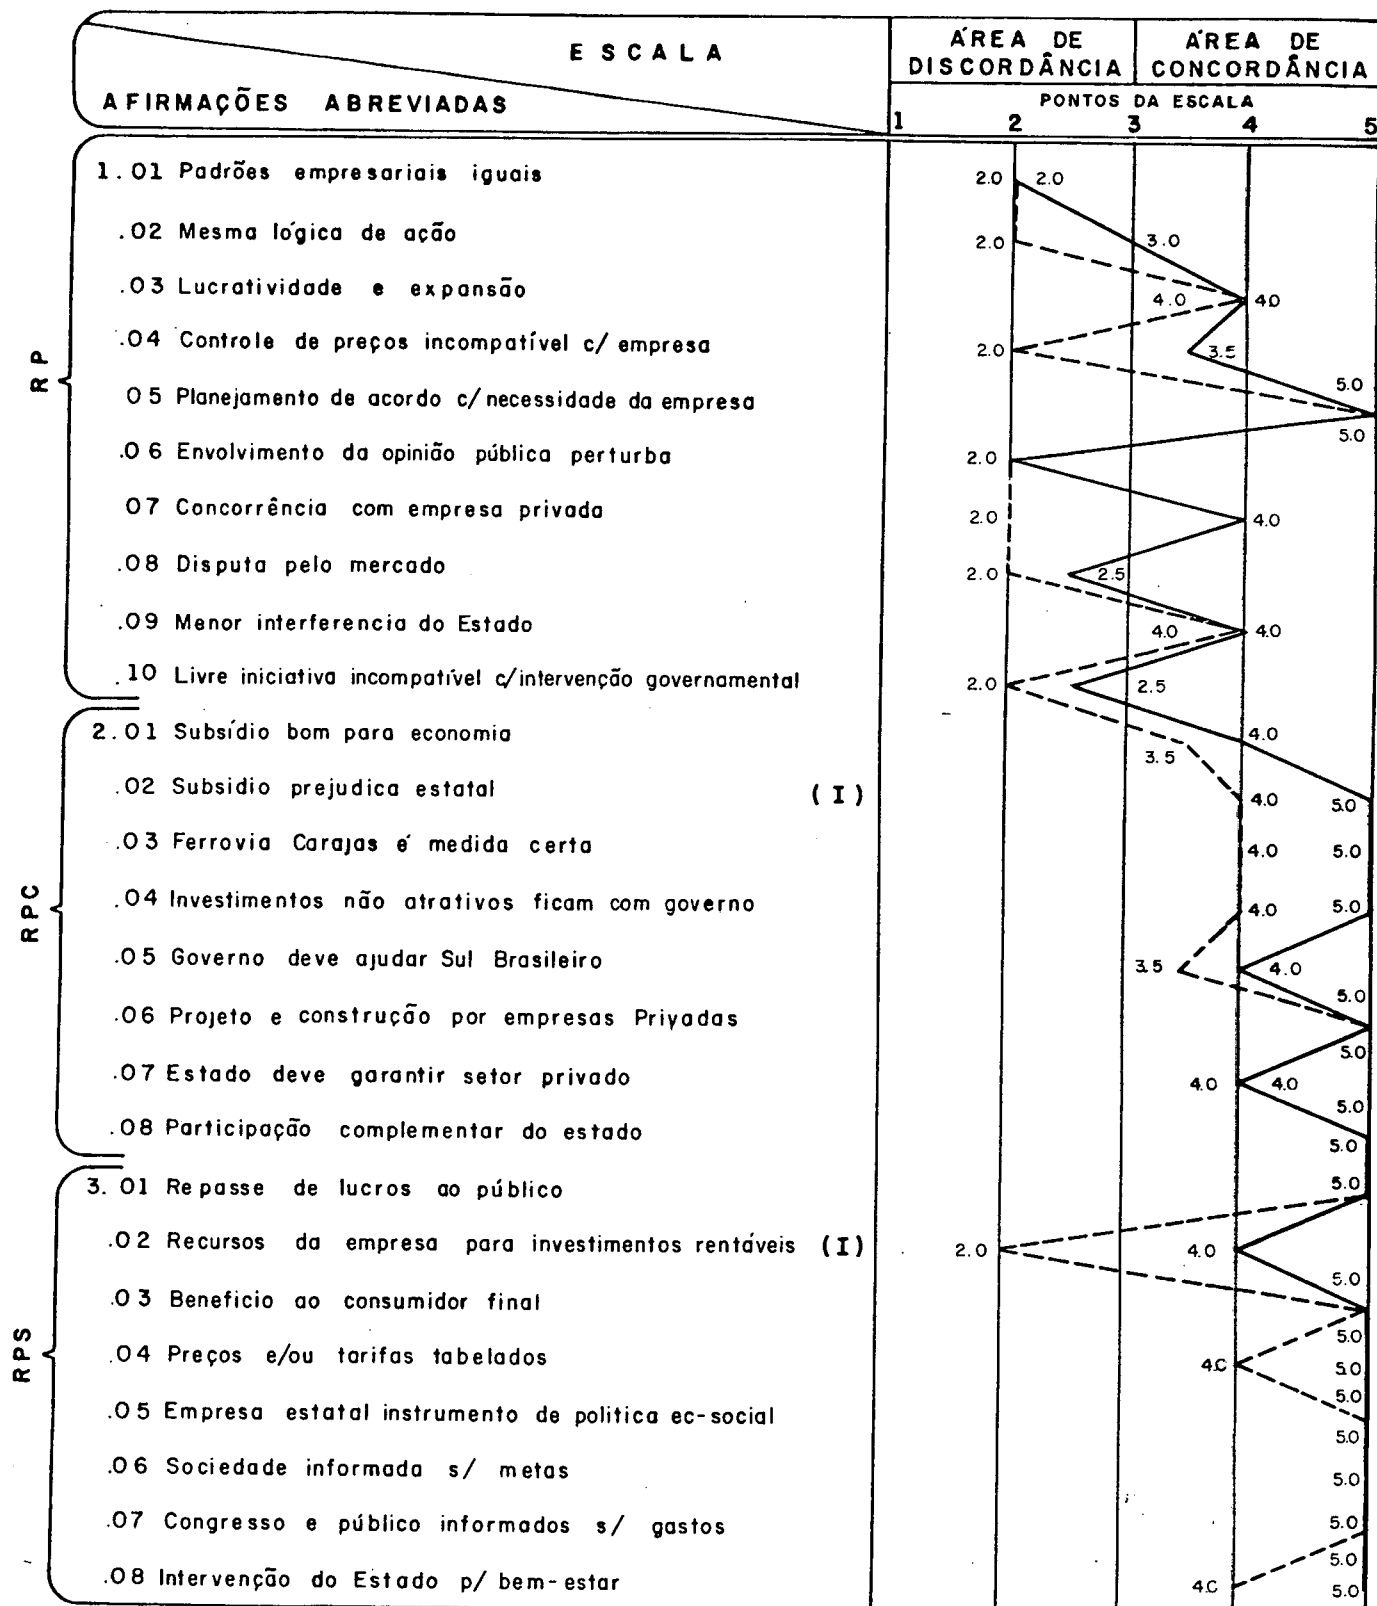 ESCALA
AFIRMAÇÕES ABREVIADAS
ÁREA DE DISCORDÂNCIA
ÁREA DE CONCORDÂNCIA
PONTOS DA ESCALA
1 2 3 4 5
RP
1.01 Padrões empresariais iguais 2.0 2.0
.02 Mesma lógica de ação 2.0 3.0
.03 Lucratividade e expansão 4.0 4.0
.04 Controle de preços incompatível c/ empresa 2.0 3.5
05 Planejamento de acordo c/ necessidade da empresa 5.0 5.0
.06 Envolvimento da opinião pública perturba 2.0
07 Concorrência com empresa privada 2.0 4.0
.08 Disputa pelo mercado 2.0 2.5
.09 Menor interferencia do Estado 4.0 4.0
.10 Livre iniciativa incompatível c/intervenção governamental 2.0 2.5
RPC
2.01 Subsídio bom para economia 3.5 4.0
.02 Subsidio prejudica estatal (I) 4.0 5.0
.03 Ferrovia Carajas é medida certa 4.0 5.0
.04 Investimentos não atrativos ficam com governo 4.0 5.0
.05 Governo deve ajudar Sul Brasileiro 3.5 4.0
.06 Projeto e construção por empresas Privadas 5.0 5.0
.07 Estado deve garantir setor privado 4.0 4.0
.08 Participação complementar do estado 5.0 5.0
RPS
3.01 Repasse de lucros ao público 5.0
.02 Recursos da empresa para investimentos rentáveis (I) 2.0 4.0
.03 Beneficio ao consumidor final 5.0 5.0
.04 Preços e/ou tarifas tabelados 4.0 5.0
.05 Empresa estatal instrumento de politica ec-social 5.0 5.0
.06 Sociedade informada s/ metas 5.0
.07 Congresso e público informados s/ gastos 5.0
.08 Intervenção do Estado p/ bem-estar 4.0 5.0 5.0